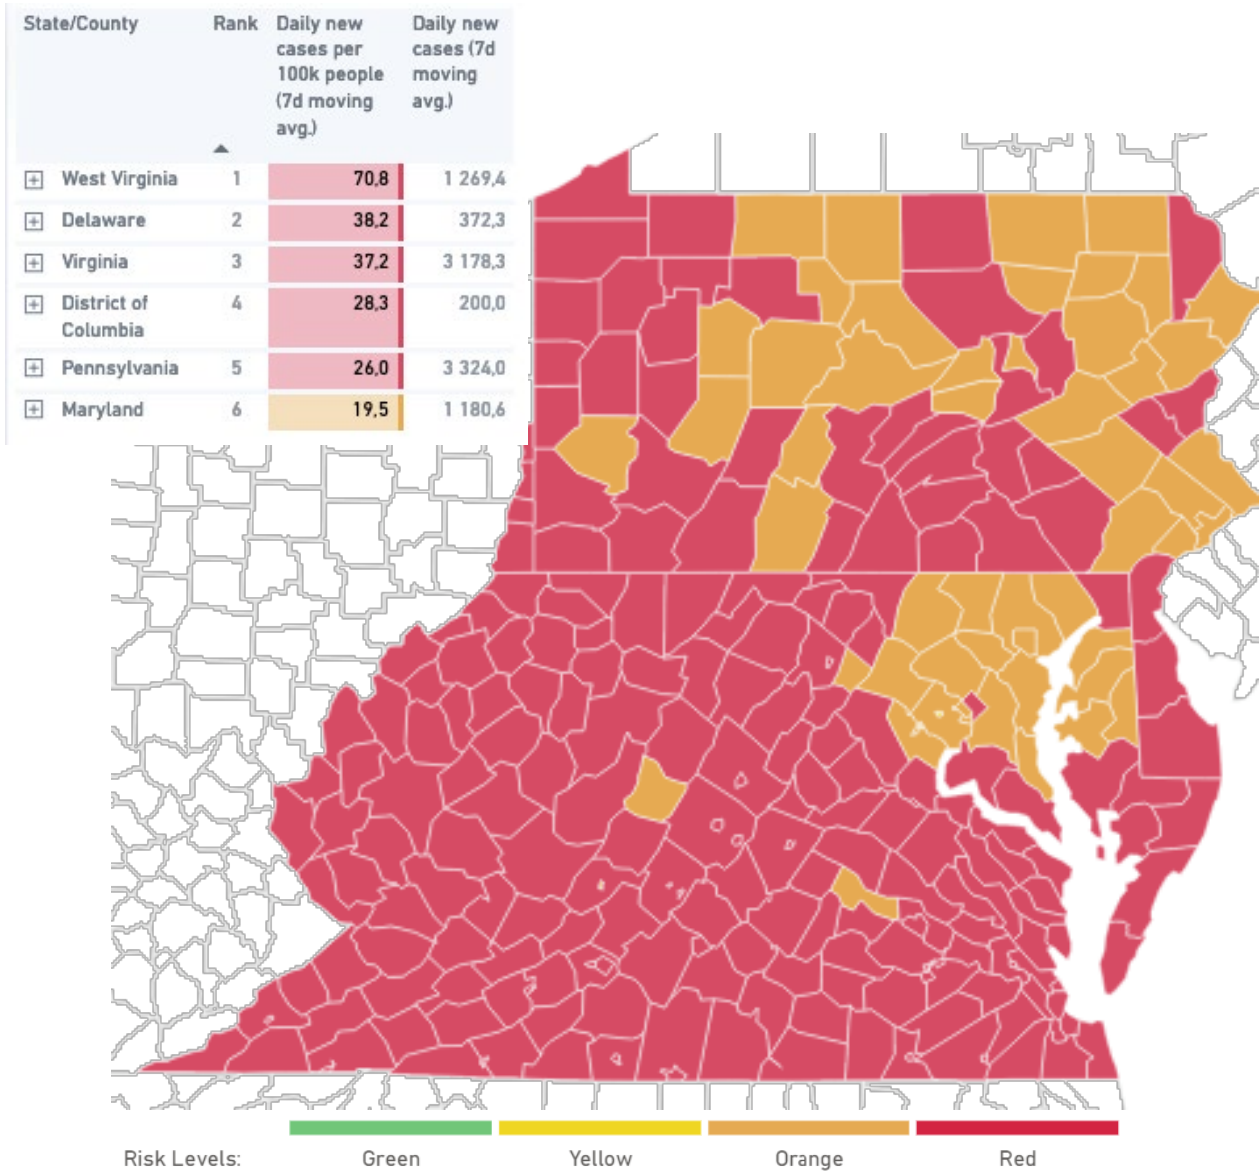 State/County Rank Daily new Daily new
cases per cases (7d
100k people moving
(7d moving avg.)
avg.)
West Virginia 1 70,8 1 269,4
Delaware 2 38,2 372,3
Virginia 3 37,2 3 178,3
District of 4 28,3 200,0
Columbia
Pennsylvania 5 26,0 3 324,0
Maryland 6 19,5 1 180,6
Risk Levels: Green Yellow Orange Red